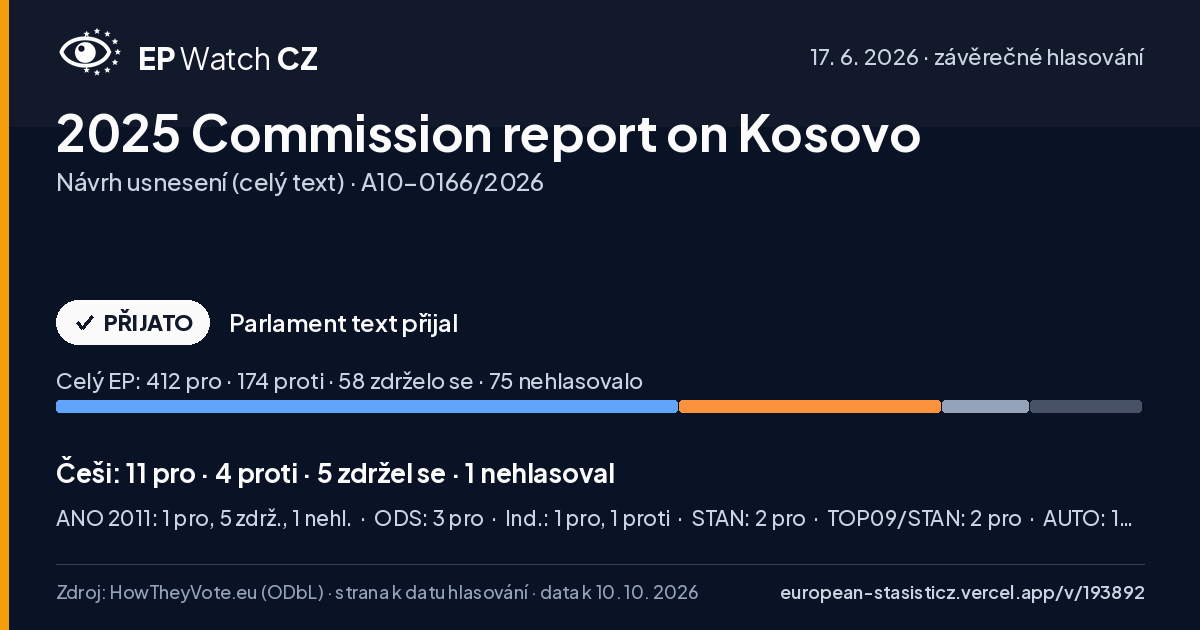 EP Watch CZ
17. 6. 2026 · závěrečné hlasování
2025 Commission report on Kosovo
Návrh usnesení (celý text) · A10–0166/2026
✓ PŘIJATO
Parlament text přijal
Celý EP: 412 pro · 174 proti · 58 zdrželo se · 75 nehlasovalo
Češi: 11 pro · 4 proti · 5 zdržel se · 1 nehlasoval
ANO 2011: 1 pro, 5 zdrž., 1 nehl. · ODS: 3 pro · Ind.: 1 pro, 1 proti · STAN: 2 pro · TOP09/STAN: 2 pro · AUTO: 1…
Zdroj: HowTheyVote.eu (ODbL) · strana k datu hlasování · data k 10. 10. 2026
european-stasisticz.vercel.app/v/193892